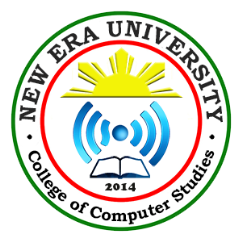 NEW ERA UNIVERSITY
2014
College of Computer Studies